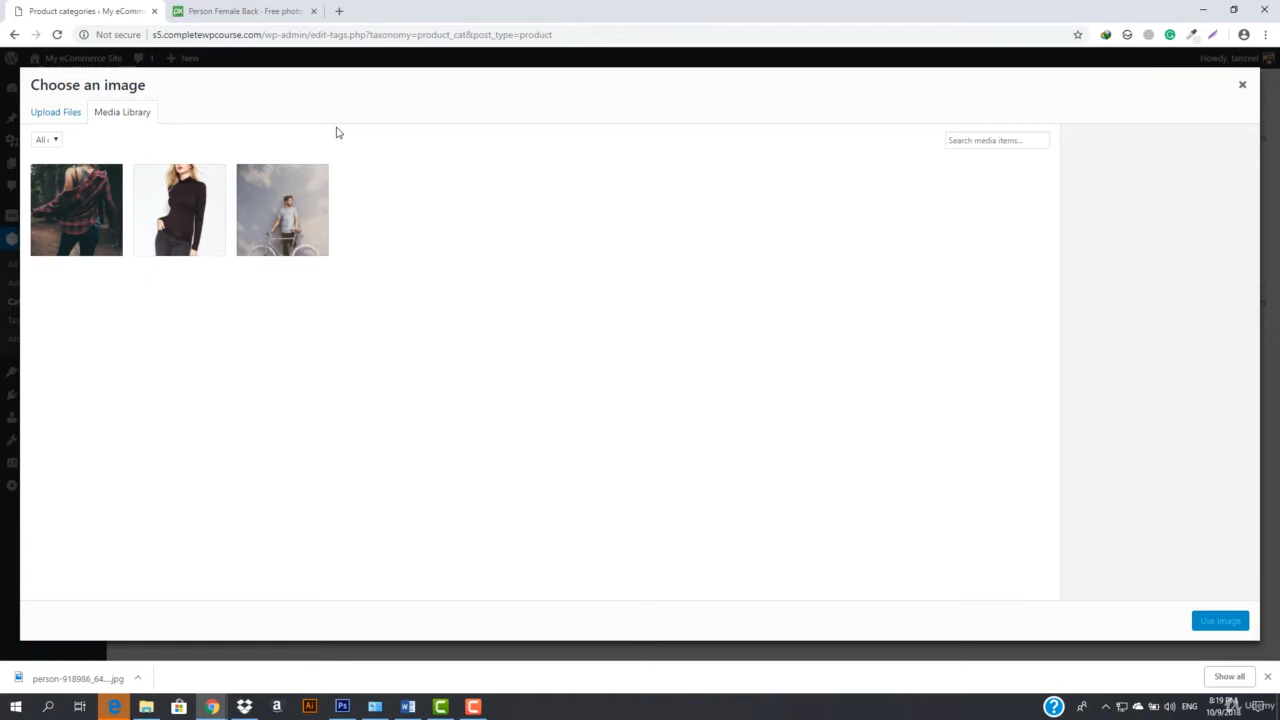 Product categories ‹ My eComm
Person Female Back - Free photo
Not secure
s5.completewpcourse.com/wp-admin/edit-tags.php?taxonomy=product_cat&post_type=product
My eCommerce Site
1
New
Howdy, tanzeel
Choose an image
Upload Files
Media Library
All
Search media items...
Use image
person-918986_64....jpg
Show all
ENG
8:19 PM
10/9/2018
Udemy